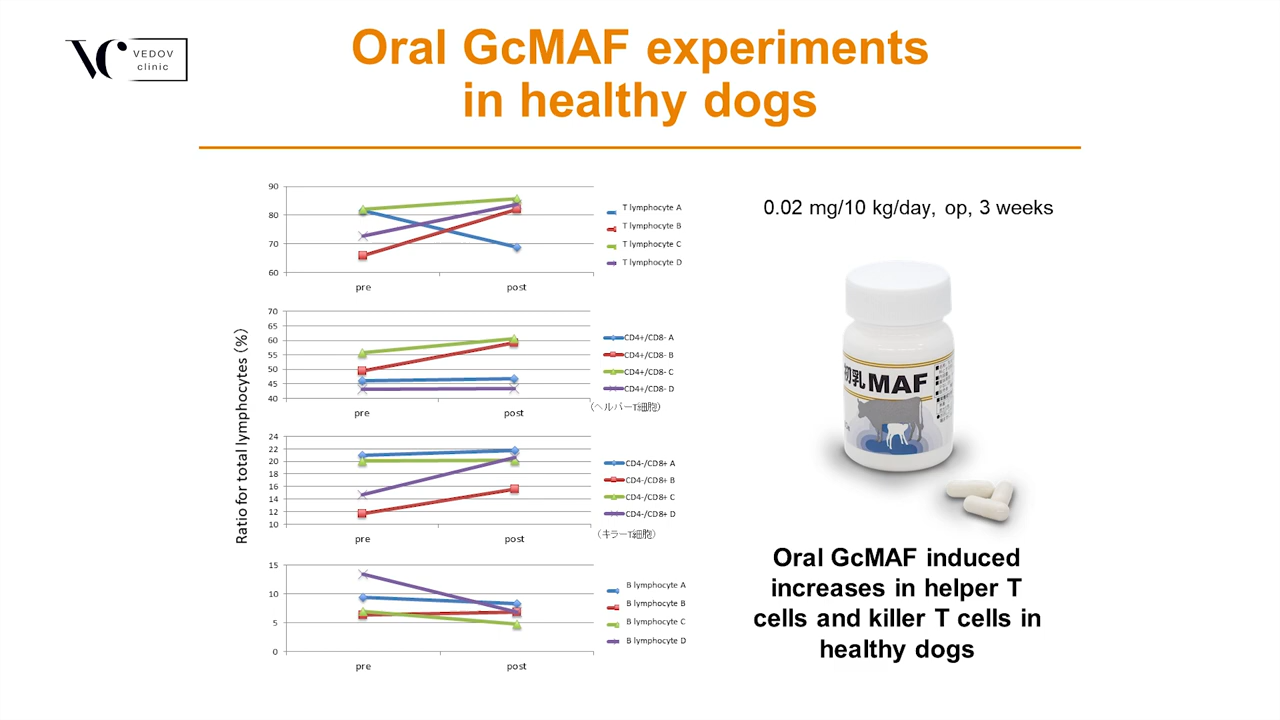 VC VEDOV
clinic
Oral GcMAF experiments
in healthy dogs
0.02 mg/10 kg/day, op, 3 weeks
Ratio for total lymphocytes (%)
90
80
70
60
pre post
T lymphocyte A
T lymphocyte B
T lymphocyte C
T lymphocyte D
70
65
60
55
50
45
40
pre post
CD4+/CD8- A
CD4+/CD8- B
CD4+/CD8- C
CD4+/CD8- D
(ヘルパーT細胞)
24
22
20
18
16
14
12
10
pre post
CD4-/CD8+ A
CD4-/CD8+ B
CD4-/CD8+ C
CD4-/CD8+ D
(キラーT細胞)
15
10
5
0
pre post
B lymphocyte A
B lymphocyte B
B lymphocyte C
B lymphocyte D
初乳MAF
Oral GcMAF induced
increases in helper T
cells and killer T cells in
healthy dogs